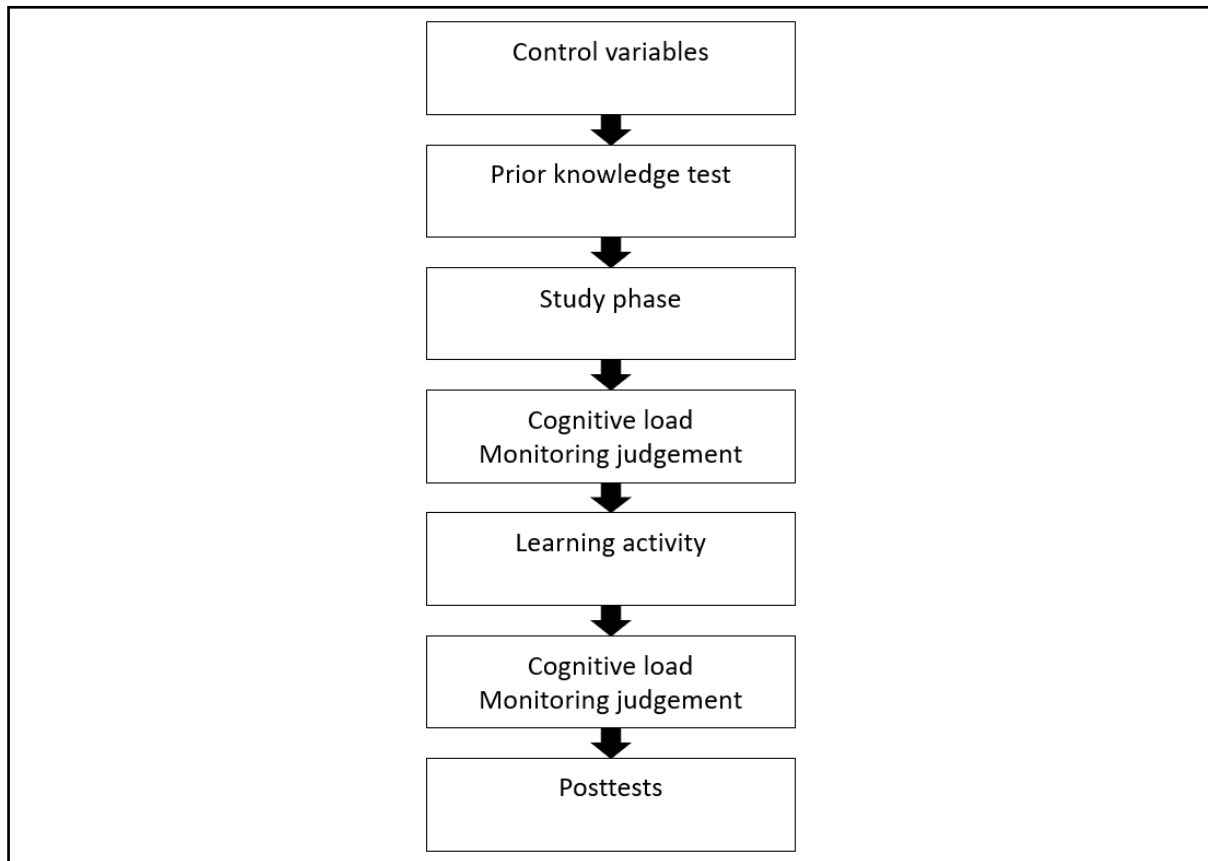 Control variables
Prior knowledge test
Study phase
Cognitive load
Monitoring judgement
Learning activity
Cognitive load
Monitoring judgement
Posttests